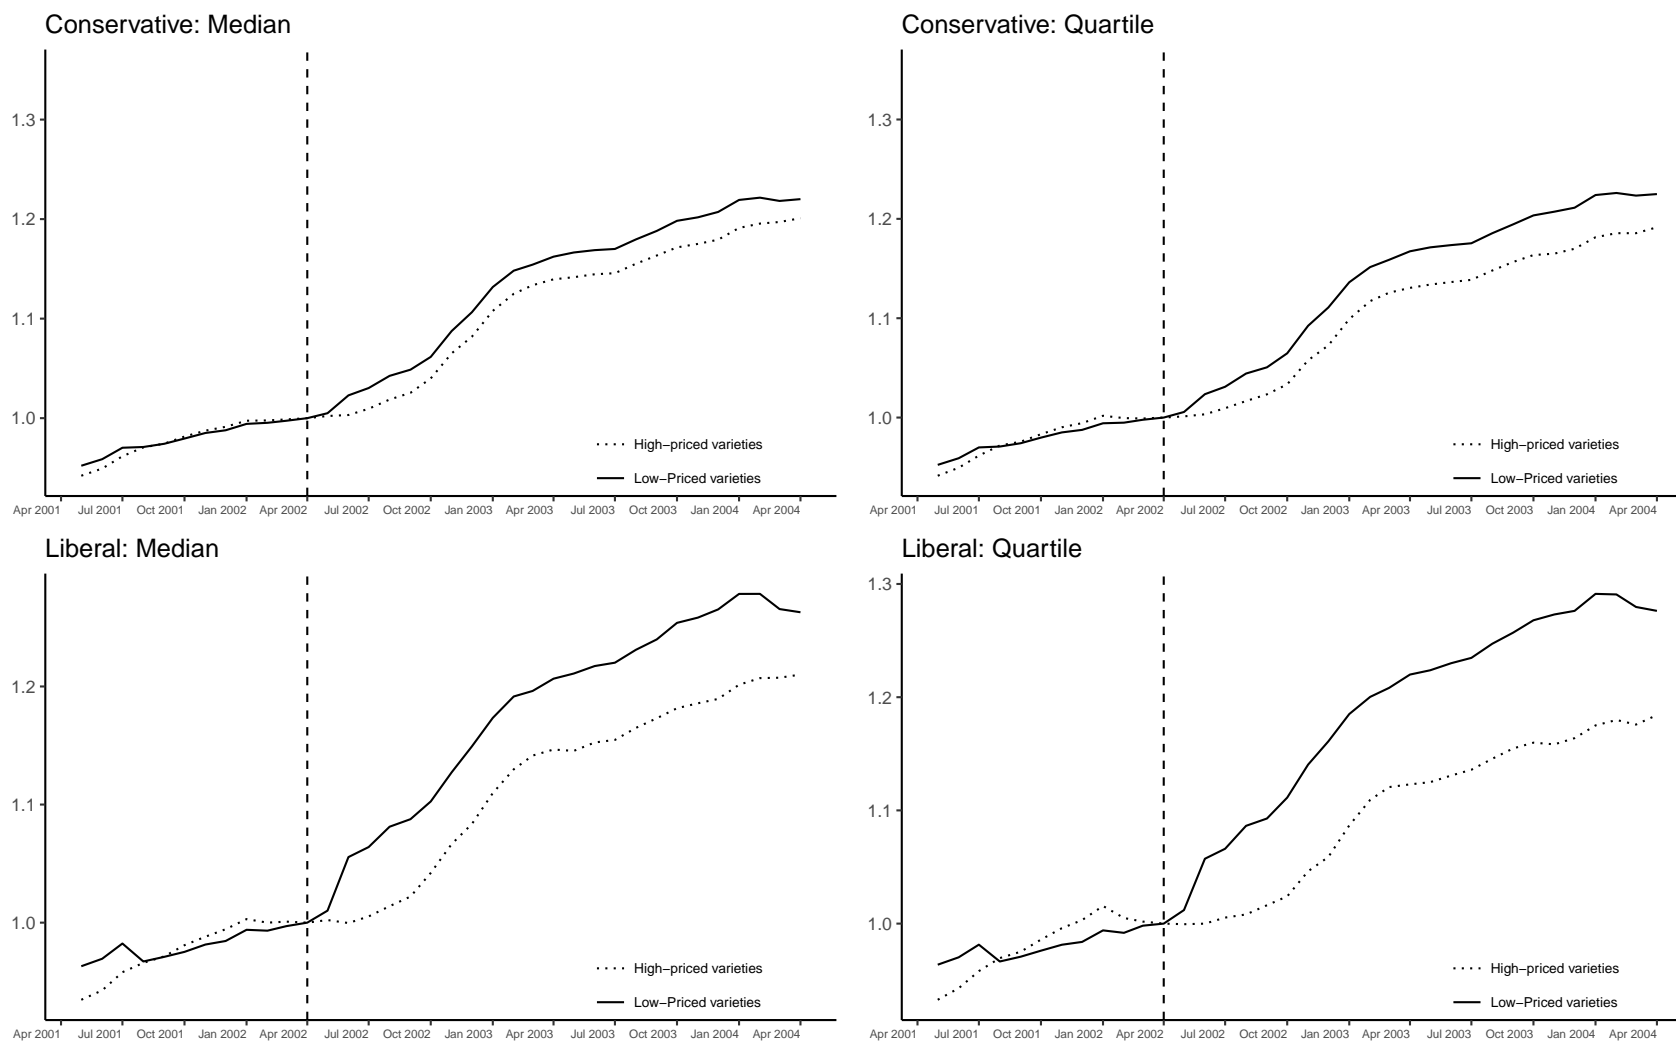 Conservative: Median
1.3
1.2
1.1
1.0
High−priced varieties
Low−Priced varieties
Apr 2001 Jul 2001 Oct 2001 Jan 2002 Apr 2002 Jul 2002 Oct 2002 Jan 2003 Apr 2003 Jul 2003 Oct 2003 Jan 2004 Apr 2004
Conservative: Quartile
1.3
1.2
1.1
1.0
High−priced varieties
Low−Priced varieties
Apr 2001 Jul 2001 Oct 2001 Jan 2002 Apr 2002 Jul 2002 Oct 2002 Jan 2003 Apr 2003 Jul 2003 Oct 2003 Jan 2004 Apr 2004
Liberal: Median
1.2
1.1
1.0
High−priced varieties
Low−Priced varieties
Apr 2001 Jul 2001 Oct 2001 Jan 2002 Apr 2002 Jul 2002 Oct 2002 Jan 2003 Apr 2003 Jul 2003 Oct 2003 Jan 2004 Apr 2004
Liberal: Quartile
1.3
1.2
1.1
1.0
High−priced varieties
Low−Priced varieties
Apr 2001 Jul 2001 Oct 2001 Jan 2002 Apr 2002 Jul 2002 Oct 2002 Jan 2003 Apr 2003 Jul 2003 Oct 2003 Jan 2004 Apr 2004